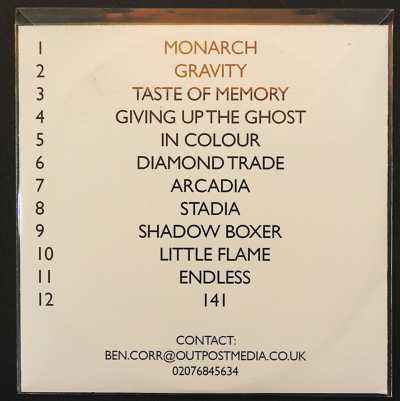 1 MONARCH
2 GRAVITY
3 TASTE OF MEMORY
4 GIVING UP THE GHOST
5 IN COLOUR
6 DIAMOND TRADE
7 ARCADIA
8 STADIA
9 SHADOW BOXER
10 LITTLE FLAME
11 ENDLESS
12 141
CONTACT:
BEN.CORR@OUTPOSTMEDIA.CO.UK
02076845634